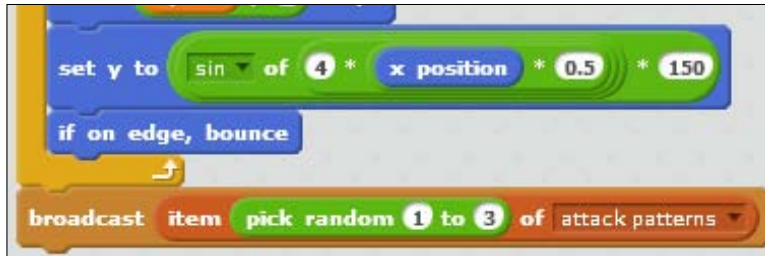 set y to sin of 4 * x position * 0.5 * 150
if on edge, bounce
broadcast item pick random 1 to 3 of attack patterns